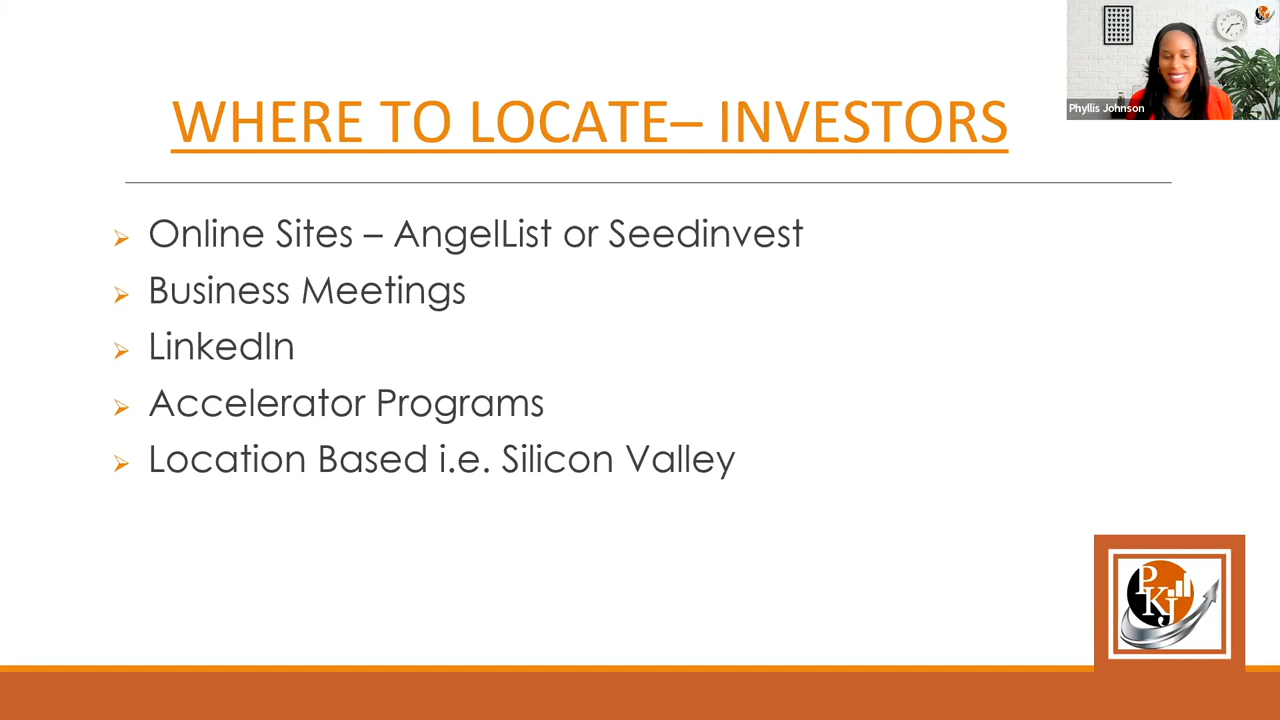 WHERE TO LOCATE– INVESTORS
Phyllis Johnson
Online Sites – AngelList or Seedinvest
Business Meetings
LinkedIn
Accelerator Programs
Location Based i.e. Silicon Valley
PKJ